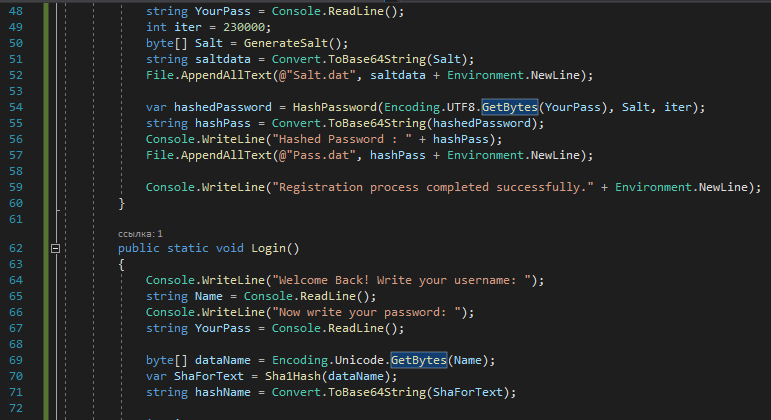 48 string YourPass = Console.ReadLine();
49 int iter = 230000;
50 byte[] Salt = GenerateSalt();
51 string saltdata = Convert.ToBase64String(Salt);
52 File.AppendAllText(@"Salt.dat", saltdata + Environment.NewLine);
53
54 var hashedPassword = HashPassword(Encoding.UTF8.GetBytes(YourPass), Salt, iter);
55 string hashPass = Convert.ToBase64String(hashedPassword);
56 Console.WriteLine("Hashed Password : " + hashPass);
57 File.AppendAllText(@"Pass.dat", hashPass + Environment.NewLine);
58
59 Console.WriteLine("Registration process completed successfully." + Environment.NewLine);
60 }
61
ссылка: 1
62 public static void Login()
63 {
64 Console.WriteLine("Welcome Back! Write your username: ");
65 string Name = Console.ReadLine();
66 Console.WriteLine("Now write your password: ");
67 string YourPass = Console.ReadLine();
68
69 byte[] dataName = Encoding.Unicode.GetBytes(Name);
70 var ShaForText = Sha1Hash(dataName);
71 string hashName = Convert.ToBase64String(ShaForText);
72